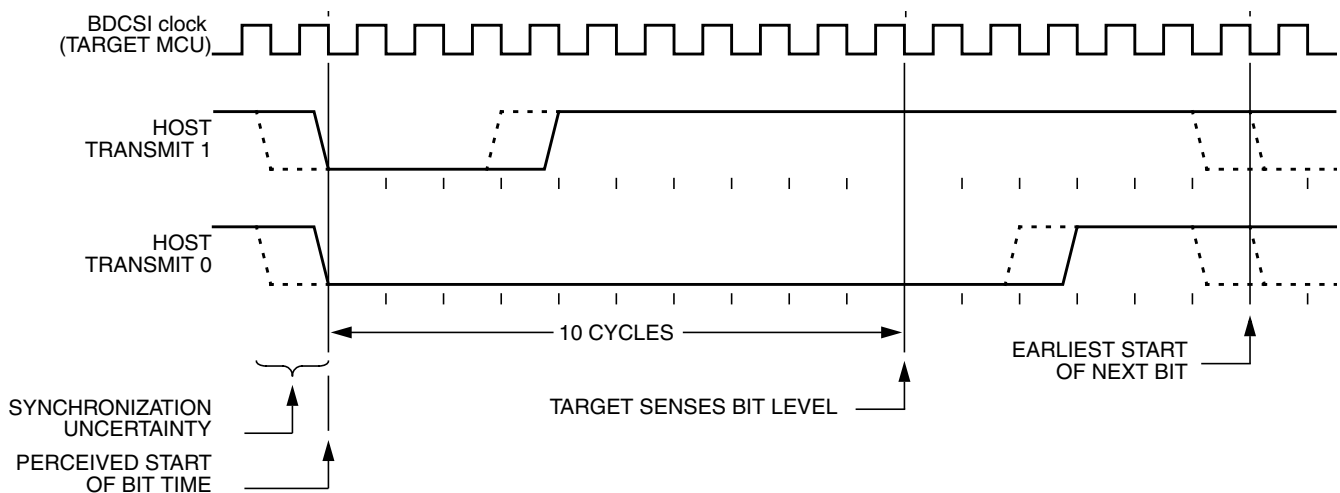 BDCSI clock
(TARGET MCU)
HOST
TRANSMIT 1
HOST
TRANSMIT 0
10 CYCLES
EARLIEST START
OF NEXT BIT
TARGET SENSES BIT LEVEL
SYNCHRONIZATION
UNCERTAINTY
PERCEIVED START
OF BIT TIME